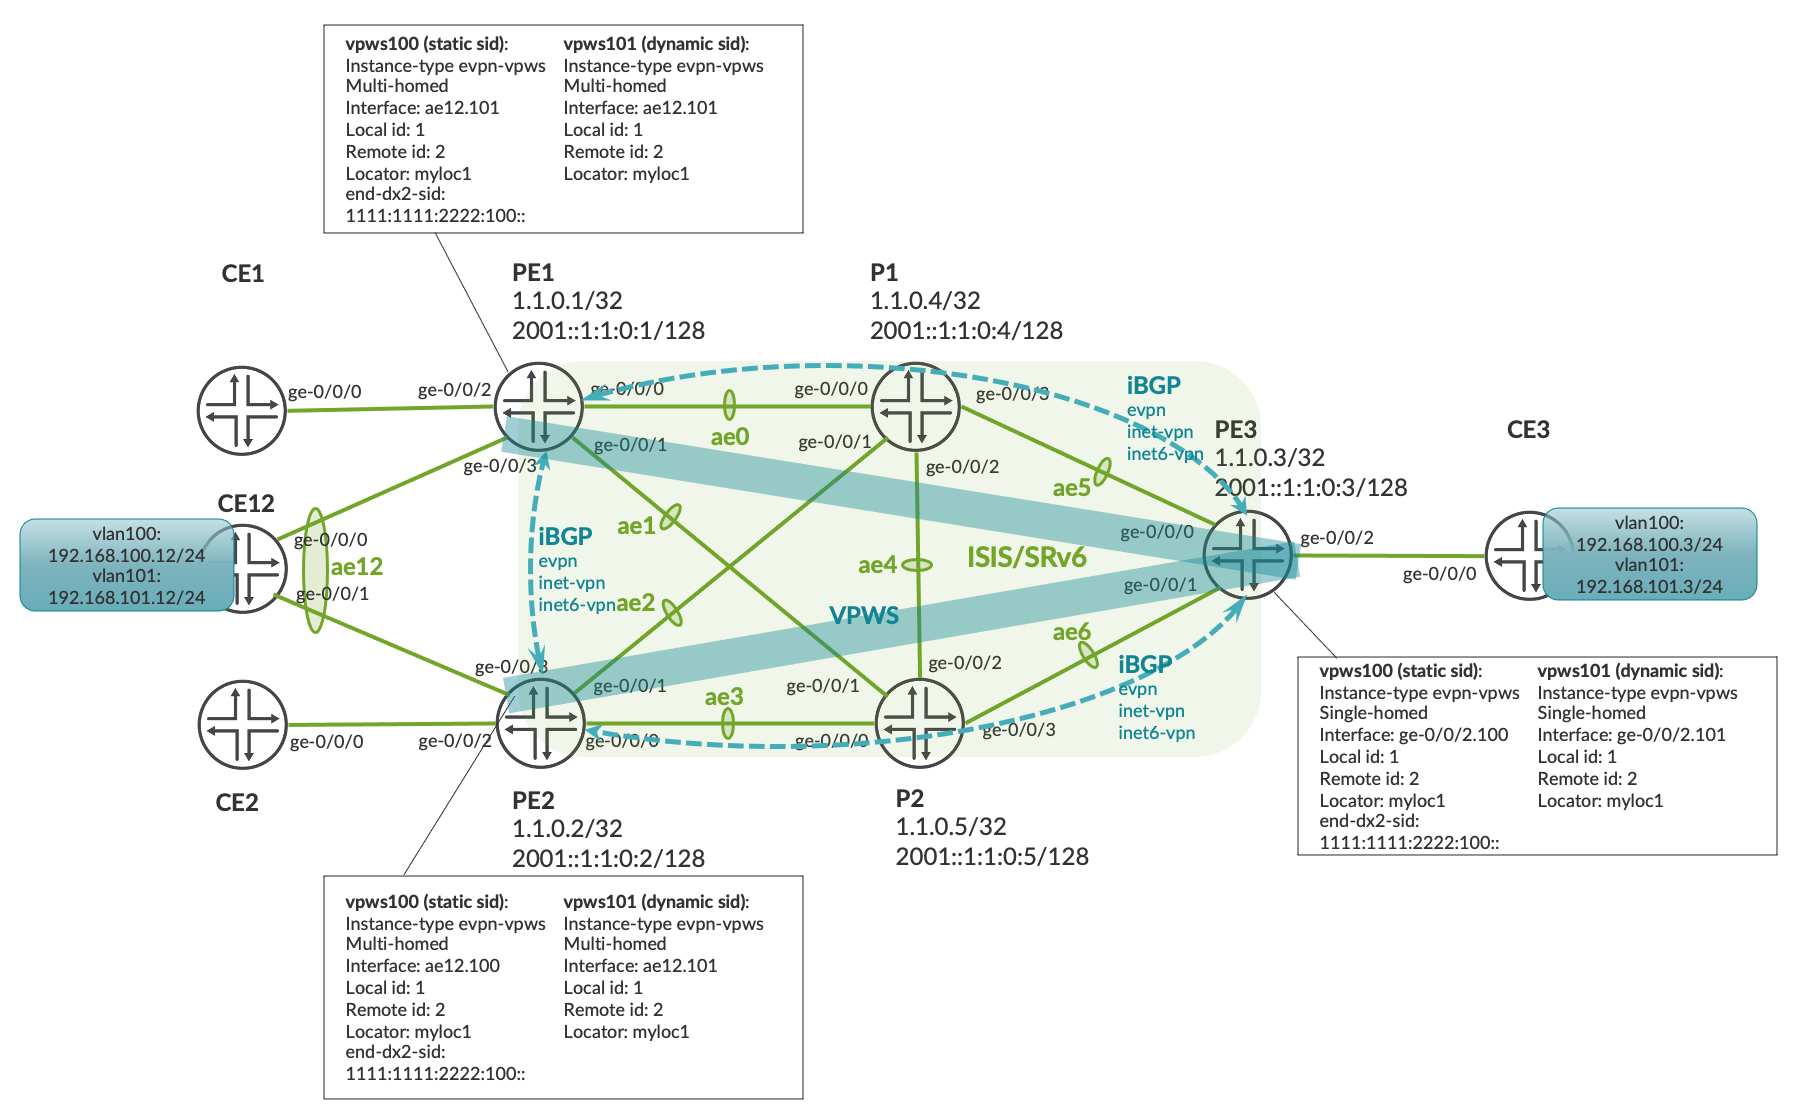 vpws100 (static sid):
Instance-type evpn-vpws
Multi-homed
Interface: ae12.101
Local id: 1
Remote id: 2
Locator: myloc1
end-dx2-sid:
1111:1111:2222:100::
vpws101 (dynamic sid):
Instance-type evpn-vpws
Multi-homed
Interface: ae12.101
Local id: 1
Remote id: 2
Locator: myloc1
CE1
PE1
1.1.0.1/32
2001::1:1:0:1/128
P1
1.1.0.4/32
2001::1:1:0:4/128
ge-0/0/0
ge-0/0/2
ge-0/0/0
ge-0/0/0
ge-0/0/3
iBGP
evpn
inet-vpn
inet6-vpn
ae0
ge-0/0/1
ge-0/0/1
ge-0/0/3
ge-0/0/2
PE3
1.1.0.3/32
2001::1:1:0:3/128
CE3
ae5
CE12
vlan100:
192.168.100.12/24
vlan101:
192.168.101.12/24
ge-0/0/0
ae12
ge-0/0/1
iBGP
evpn
inet-vpn
inet6-vpn
ae1
ae2
ae4
ISIS/SRv6
VPWS
ge-0/0/0
ge-0/0/1
ge-0/0/2
ge-0/0/0
vlan100:
192.168.100.3/24
vlan101:
192.168.101.3/24
ae6
ge-0/0/3
ge-0/0/1
ae3
ge-0/0/1
ge-0/0/2
iBGP
evpn
inet-vpn
inet6-vpn
ge-0/0/0
ge-0/0/2
ge-0/0/0
ge-0/0/0
ge-0/0/3
CE2
PE2
1.1.0.2/32
2001::1:1:0:2/128
P2
1.1.0.5/32
2001::1:1:0:5/128
vpws100 (static sid):
Instance-type evpn-vpws
Single-homed
Interface: ge-0/0/2.100
Local id: 1
Remote id: 2
Locator: myloc1
end-dx2-sid:
1111:1111:2222:100::
vpws101 (dynamic sid):
Instance-type evpn-vpws
Single-homed
Interface: ge-0/0/2.101
Local id: 1
Remote id: 2
Locator: myloc1
vpws100 (static sid):
Instance-type evpn-vpws
Multi-homed
Interface: ae12.100
Local id: 1
Remote id: 2
Locator: myloc1
end-dx2-sid:
1111:1111:2222:100::
vpws101 (dynamic sid):
Instance-type evpn-vpws
Multi-homed
Interface: ae12.101
Local id: 1
Remote id: 2
Locator: myloc1